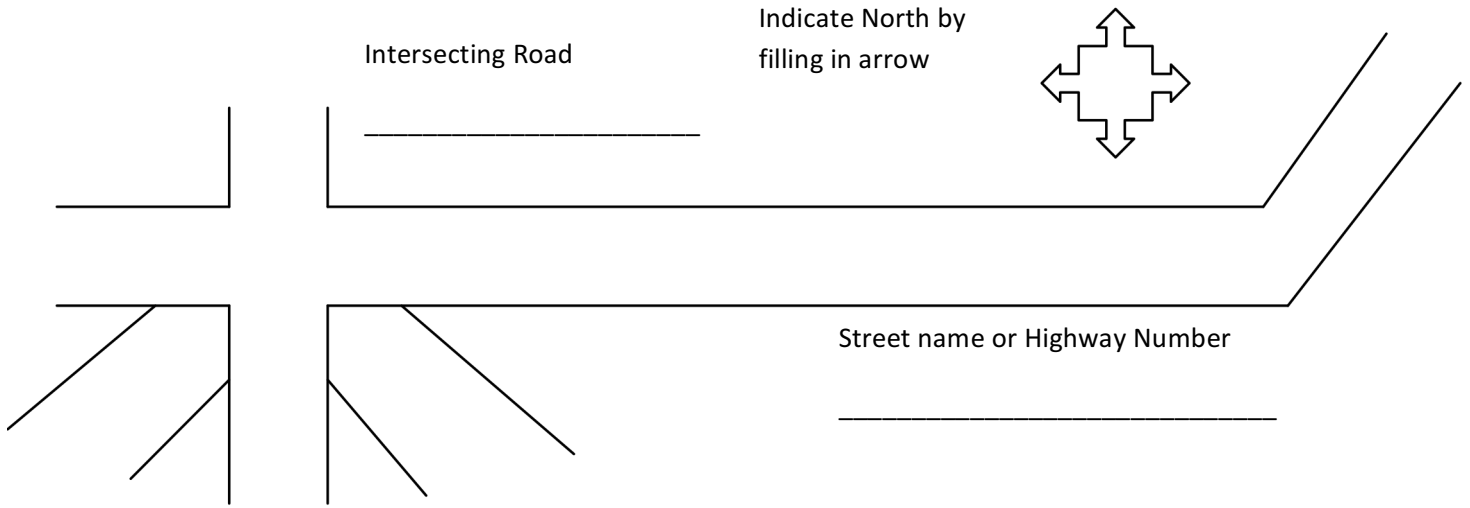 Indicate North by
filling in arrow
Intersecting Road
Street name or Highway Number